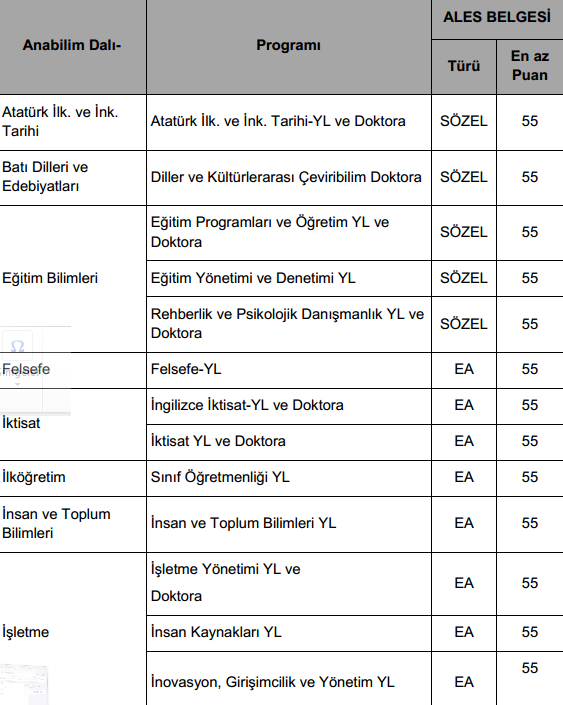 Anabilim Dalı-
Programı
ALES BELGESİ
Türü
En az
Puan
Atatürk İlk. ve İnk.
Tarihi
Atatürk İlk. ve İnk. Tarihi-YL ve Doktora
SÖZEL
55
Batı Dilleri ve
Edebiyatları
Diller ve Kültürlerarası Çeviribilim Doktora
SÖZEL
55
Eğitim Bilimleri
Eğitim Programları ve Öğretim YL ve
Doktora
SÖZEL
55
Eğitim Yönetimi ve Denetimi YL
SÖZEL
55
Rehberlik ve Psikolojik Danışmanlık YL ve
Doktora
SÖZEL
55
Felsefe
Felsefe-YL
EA
55
İktisat
İngilizce İktisat-YL ve Doktora
EA
55
İktisat YL ve Doktora
EA
55
İlköğretim
Sınıf Öğretmenliği YL
EA
55
İnsan ve Toplum
Bilimleri
İnsan ve Toplum Bilimleri YL
EA
55
İşletme
İşletme Yönetimi YL ve
Doktora
EA
55
İnsan Kaynakları YL
EA
55
İnovasyon, Girişimcilik ve Yönetim YL
EA
55